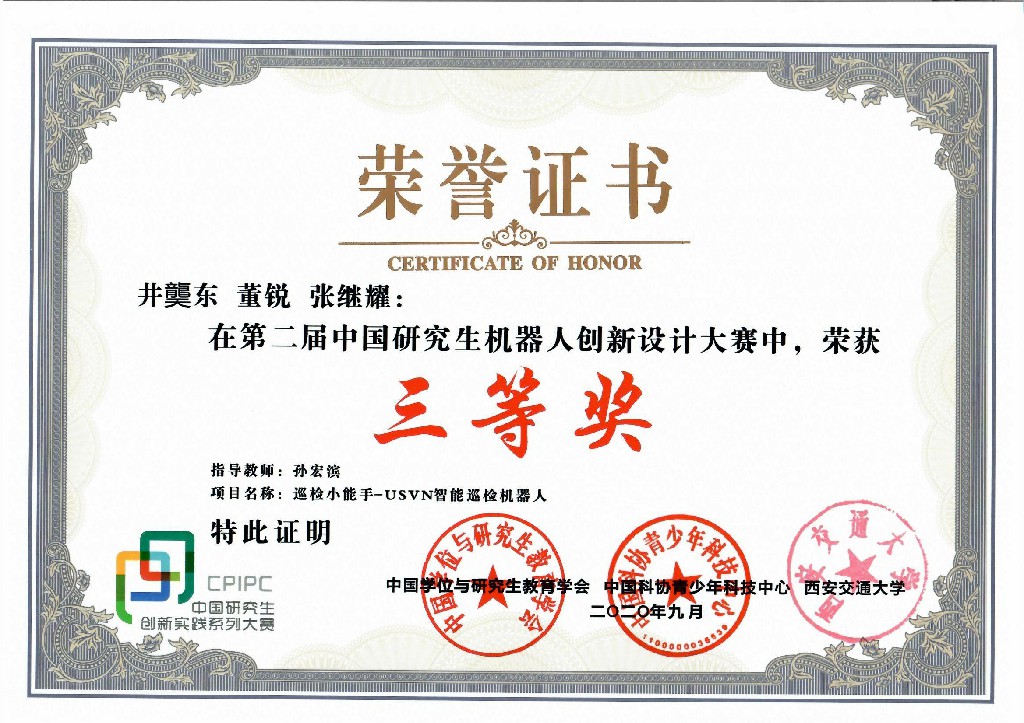 荣誉证书
CERTIFICATE OF HONOR
井龑东 董锐 张继耀：
在第二届中国研究生机器人创新设计大赛中，荣获
三等奖
指导教师：孙宏滨
项目名称：巡检小能手-USVN智能巡检机器人
特此证明
CPIPC
中国研究生
创新实践系列大赛
中国学位与研究生教育学会 中国科协青少年科技中心 西安交通大学
二〇二〇年九月
中国学位与研究生教育学会
中国科协青少年科技中心
西安交通大学